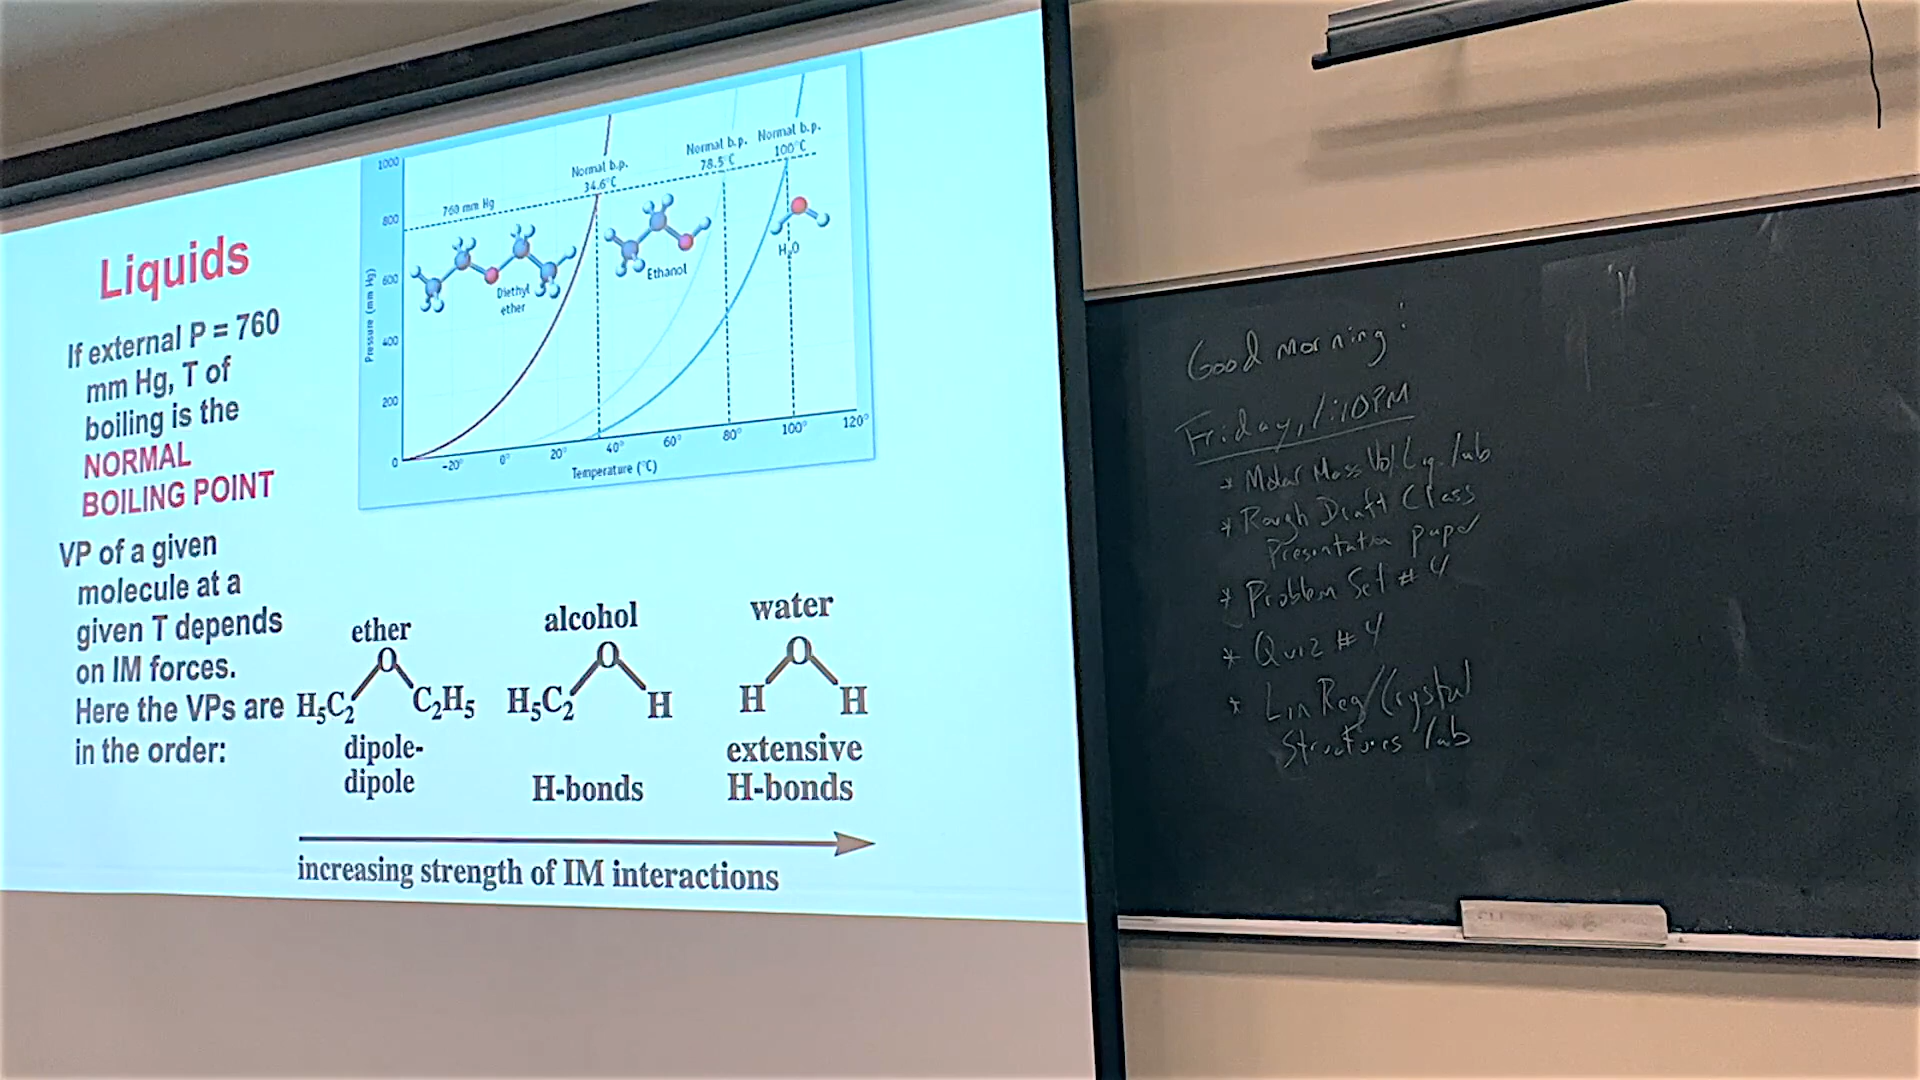 Liquids
If external P = 760
mm Hg, T of
boiling is the
NORMAL
BOILING POINT
VP of a given
molecule at a
given T depends
on IM forces.
Here the VPs are
in the order:
1000
800
600
400
200
0
Pressure (mm Hg)
760 mm Hg
Normal b.p.
34.6°C
Normal b.p.
78.5°C
Normal b.p.
100°C
Diethyl
ether
Ethanol
H₂O
-20° 0° 20° 40° 60° 80° 100° 120°
Temperature (°C)
ether
O
H₅C₂ C₂H₅
dipole-
dipole
alcohol
O
H₅C₂ H
H-bonds
water
O
H H
extensive
H-bonds
increasing strength of IM interactions
Good morning:
Friday, 1:10PM
* Molar Mass Vol. Liq. lab
* Rough Draft Class
Presentation paper
* Problem Set #4
* Quiz #4
* Lin Reg/Crystal
Structures lab